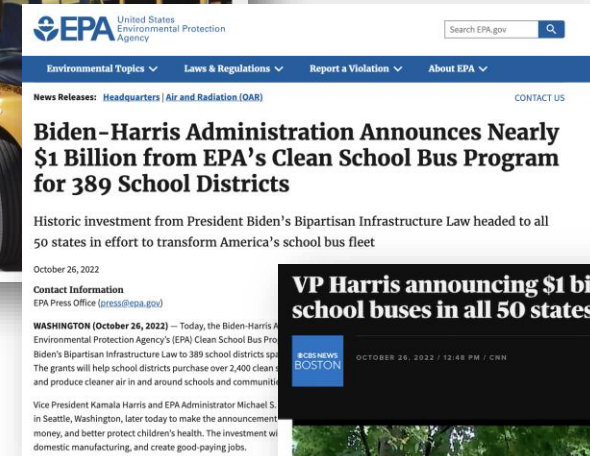 EPA
United States
Environmental Protection
Agency
Search EPA.gov
Environmental Topics
Laws & Regulations
Report a Violation
About EPA
News Releases: Headquarters | Air and Radiation (OAR)
CONTACT US
Biden-Harris Administration Announces Nearly
$1 Billion from EPA’s Clean School Bus Program
for 389 School Districts
Historic investment from President Biden’s Bipartisan Infrastructure Law headed to all
50 states in effort to transform America’s school bus fleet
October 26, 2022
Contact Information
EPA Press Office (press@epa.gov)
WASHINGTON (October 26, 2022) — Today, the Biden-Harris
Environmental Protection Agency’s (EPA) Clean School Bus
Biden’s Bipartisan Infrastructure Law to 389 school districts
The grants will help school districts purchase over 2,400 clean
and produce cleaner air in and around schools and
Vice President Kamala Harris and EPA Administrator Michael S.
in Seattle, Washington, later today to make the announcement
money, and better protect children’s health. The investment
domestic manufacturing, and create good-paying jobs.
VP Harris announcing $1
school buses in all 50 states
CBS NEWS
BOSTON
OCTOBER 26, 2022 / 12:48 PM / CNN